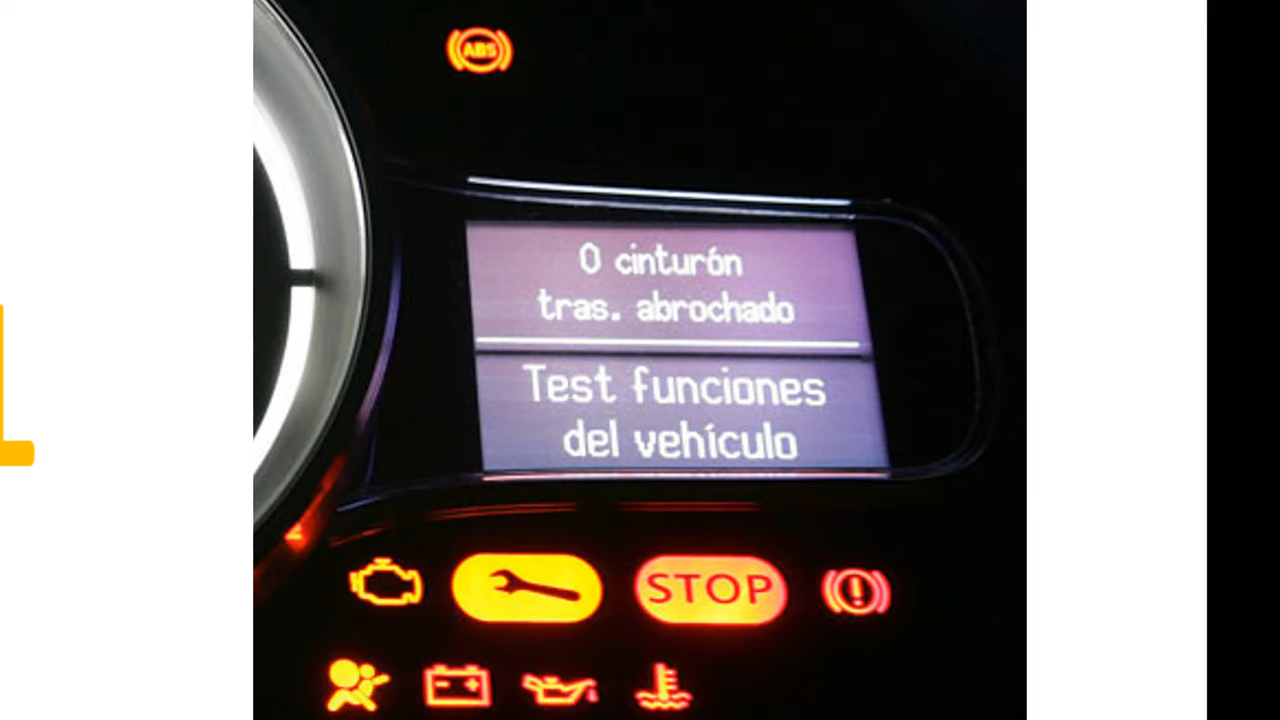 ABS
0 cinturón
tras. abrochado
Test funciones
del vehículo
STOP